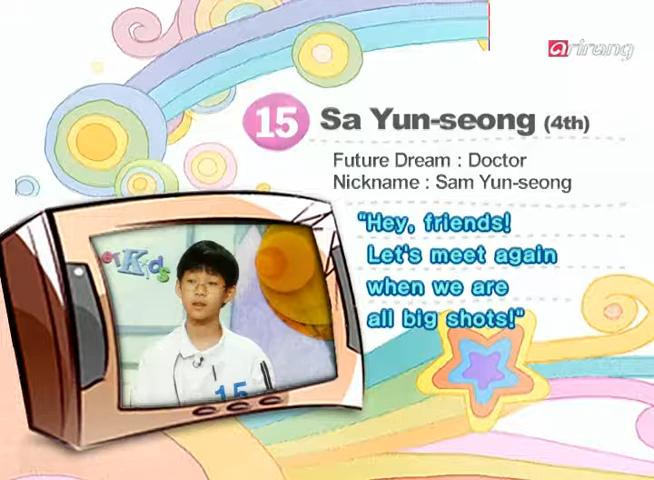 arirang
15 Sa Yun-seong (4th)
Future Dream : Doctor
Nickname : Sam Yun-seong
"Hey, friends!
Let's meet again
when we are
all big shots!"
Kids
15